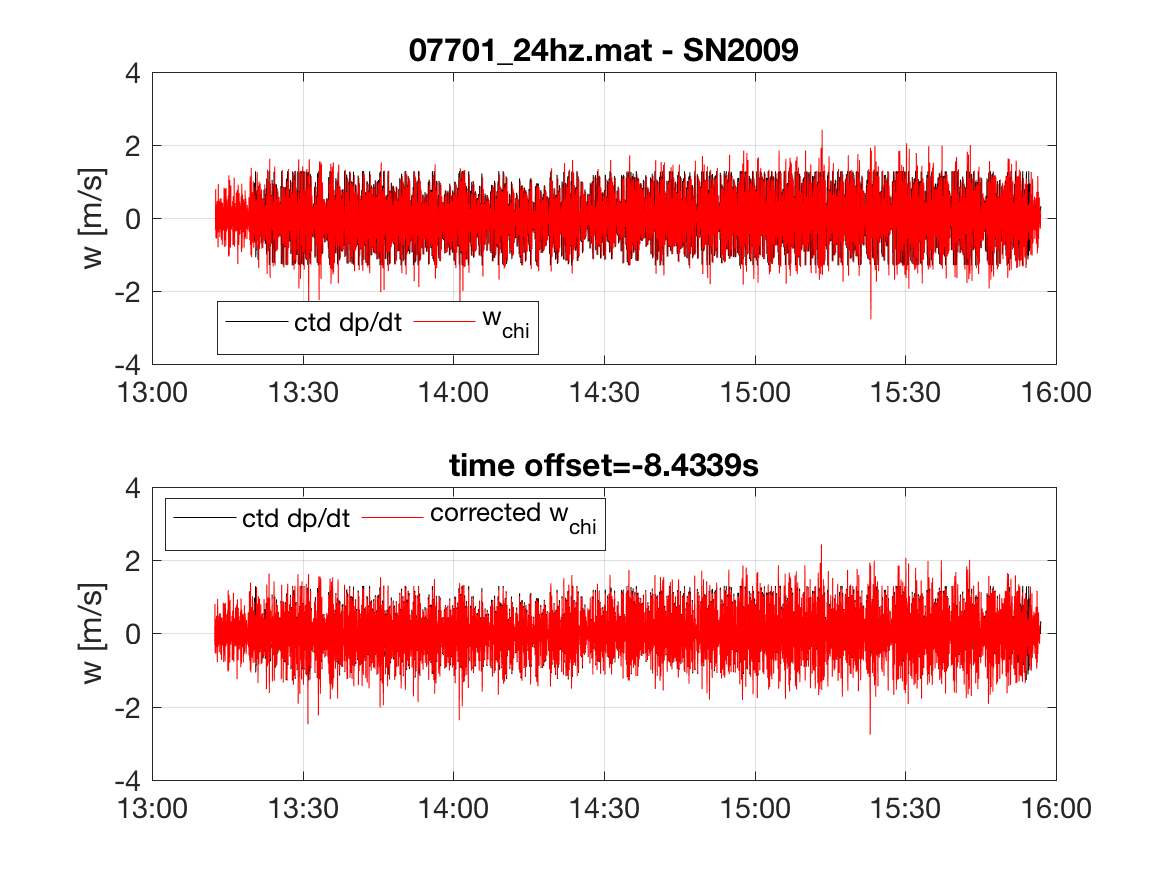 07701_24hz.mat - SN2009
4
2
0
-2
-4
w [m/s]
ctd dp/dt w_chi
13:00 13:30 14:00 14:30 15:00 15:30 16:00
time offset=-8.4339s
4
2
0
-2
-4
w [m/s]
ctd dp/dt corrected w_chi
13:00 13:30 14:00 14:30 15:00 15:30 16:00